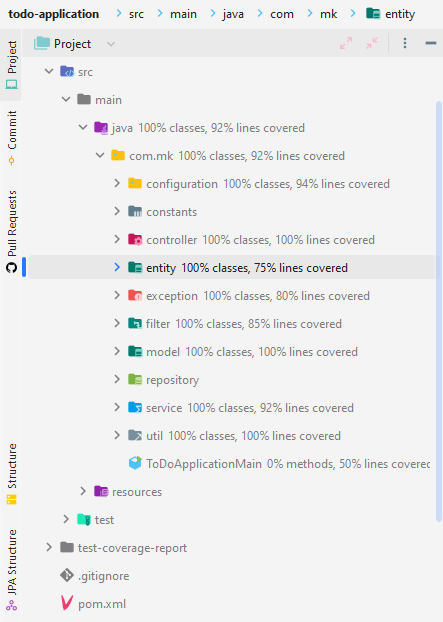 todo-application > src > main > java > com > mk > entity
Project
src
main
java 100% classes, 92% lines covered
com.mk 100% classes, 92% lines covered
configuration 100% classes, 94% lines covered
constants
controller 100% classes, 100% lines covered
entity 100% classes, 75% lines covered
exception 100% classes, 80% lines covered
filter 100% classes, 85% lines covered
model 100% classes, 100% lines covered
repository
service 100% classes, 92% lines covered
util 100% classes, 100% lines covered
ToDoApplicationMain 0% methods, 50% lines covered
resources
test
test-coverage-report
.gitignore
pom.xml
Project
Commit
Pull Requests
Structure
JPA Structure